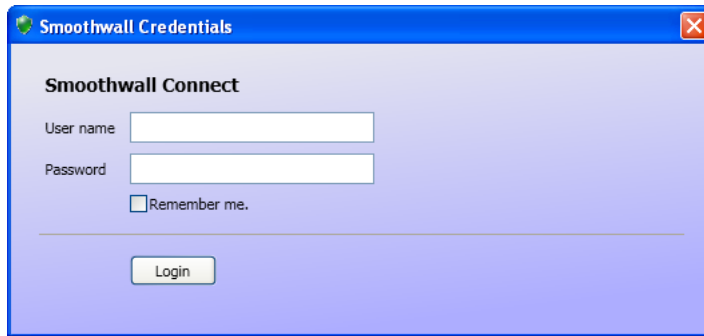 Smoothwall Credentials
Smoothwall Connect
User name
Password
Remember me.
Login